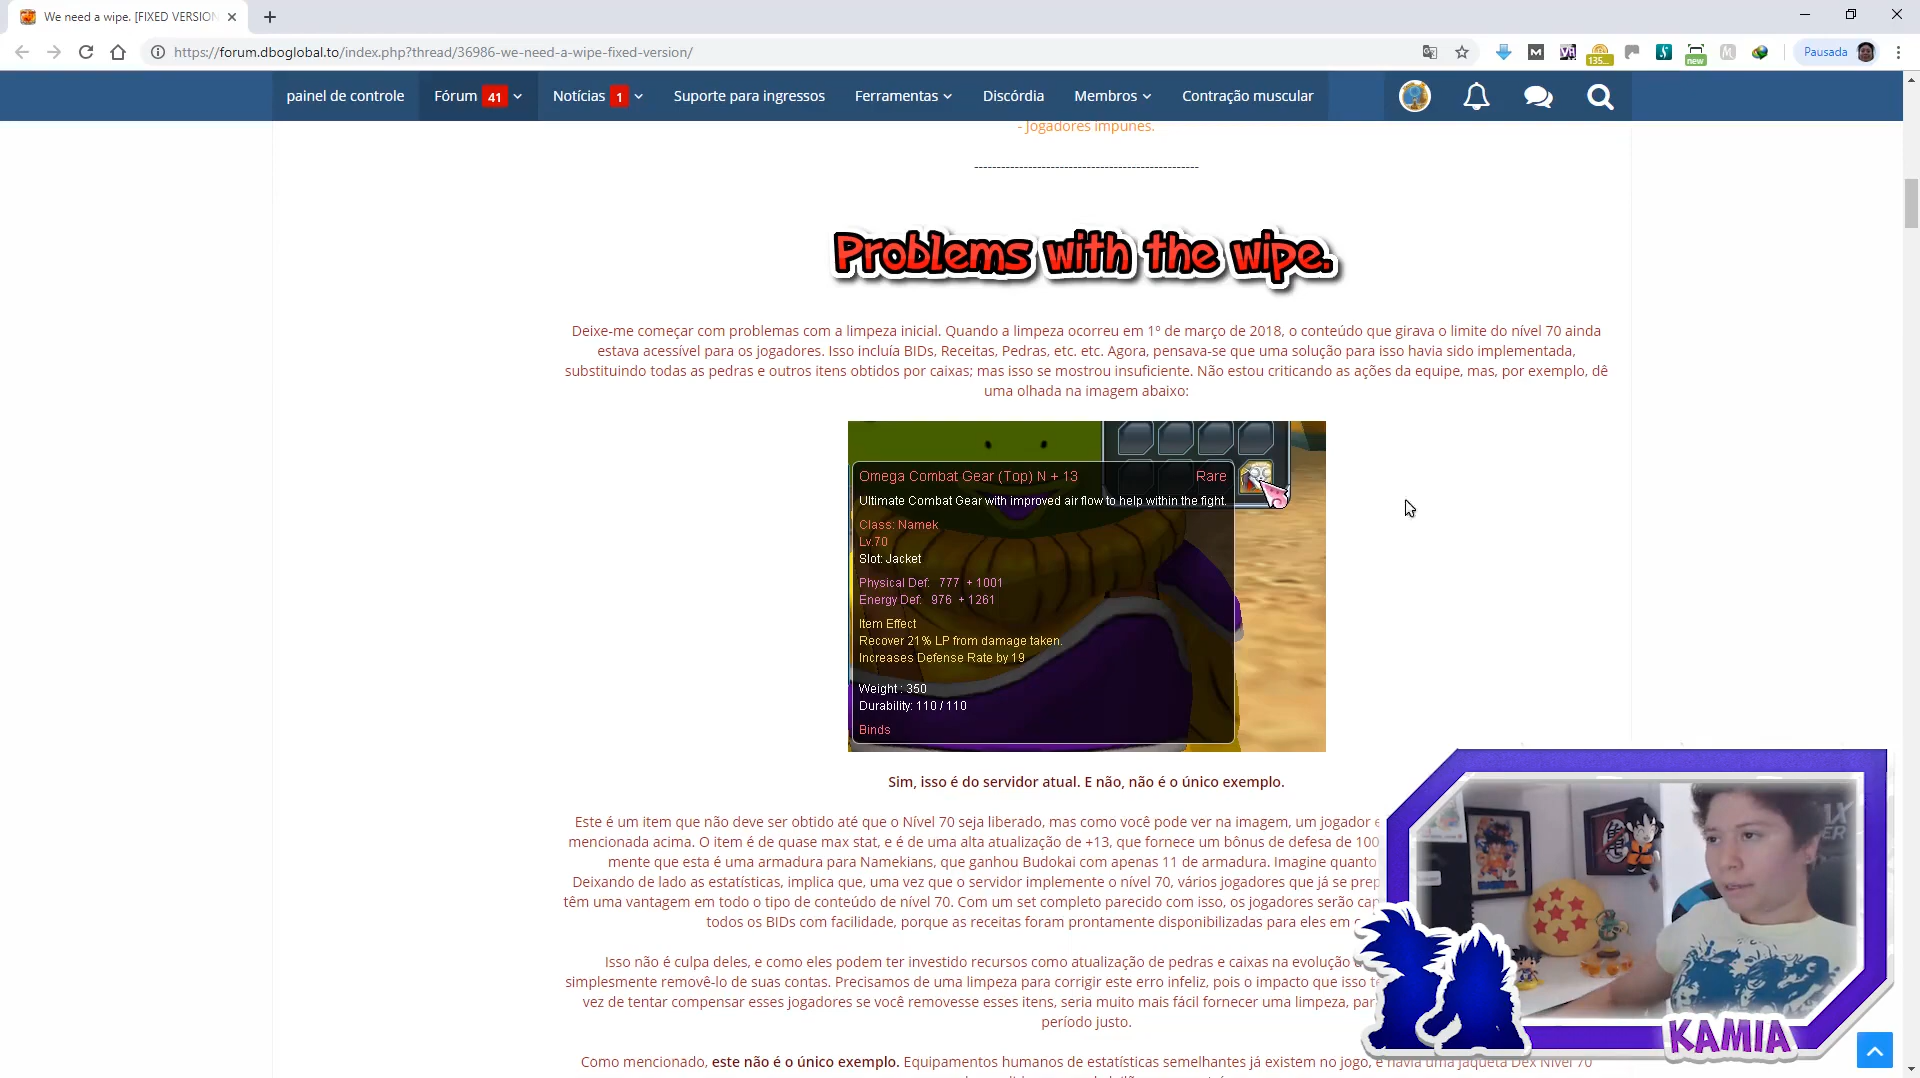 We need a wipe. [FIXED VERSION
https://forum.dboglobal.to/index.php?thread/36986-we-need-a-wipe-fixed-version/
135...
new
Pausada
painel de controle
Fórum 41
Notícias 1
Suporte para ingressos
Ferramentas
Discórdia
Membros
Contração muscular
- Jogadores impunes.
--------------------------------------------------
Problems with the wipe.
Deixe-me começar com problemas com a limpeza inicial. Quando a limpeza ocorreu em 1º de março de 2018, o conteúdo que girava o limite do nível 70 ainda
estava acessível para os jogadores. Isso incluía BIDs, Receitas, Pedras, etc. etc. Agora, pensava-se que uma solução para isso havia sido implementada,
substituindo todas as pedras e outros itens obtidos por caixas; mas isso se mostrou insuficiente. Não estou criticando as ações da equipe, mas, por exemplo, dê
uma olhada na imagem abaixo:
Omega Combat Gear (Top) N + 13 Rare
Ultimate Combat Gear with improved air flow to help within the fight.
Class: Namek
Lv.70
Slot: Jacket
Physical Def: 777 + 1001
Energy Def: 976 + 1261
Item Effect
Recover 21% LP from damage taken.
Increases Defense Rate by 19
Weight : 350
Durability: 110 / 110
Binds
Sim, isso é do servidor atual. E não, não é o único exemplo.
Este é um item que não deve ser obtido até que o Nível 70 seja liberado, mas como você pode ver na imagem, um jogador
mencionada acima. O item é de quase max stat, e é de uma alta atualização de +13, que fornece um bônus de defesa de 100
mente que esta é uma armadura para Namekians, que ganhou Budokai com apenas 11 de armadura. Imagine quanto
Deixando de lado as estatísticas, implica que, uma vez que o servidor implemente o nível 70, vários jogadores que já se prep
têm uma vantagem em todo o tipo de conteúdo de nível 70. Com um set completo parecido com isso, os jogadores serão
todos os BIDs com facilidade, porque as receitas foram prontamente disponibilizadas para eles em
Isso não é culpa deles, e como eles podem ter investido recursos como atualização de pedras e caixas na evolução
simplesmente removê-lo de suas contas. Precisamos de uma limpeza para corrigir este erro infeliz, pois o impacto que isso
vez de tentar compensar esses jogadores se você removesse esses itens, seria muito mais fácil fornecer uma limpeza,
período justo.
Como mencionado, este não é o único exemplo. Equipamentos humanos de estatísticas semelhantes já existem no jogo, e havia uma jaqueta Dex Nível 70
KAMIA